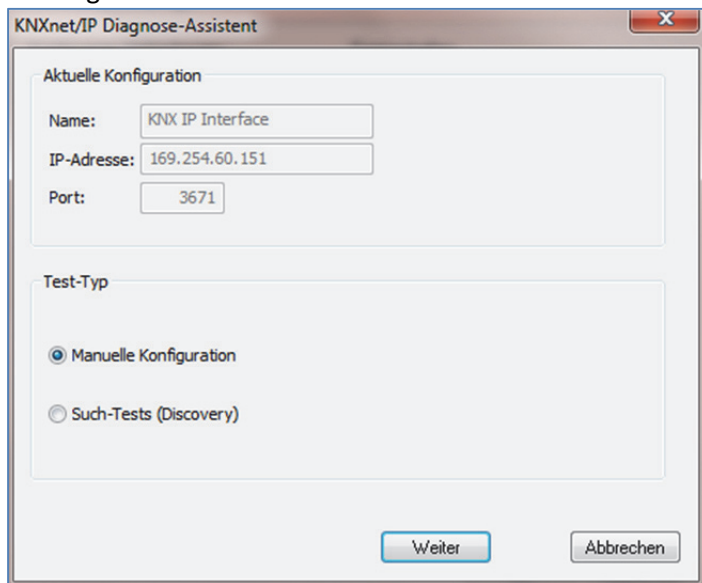 KNXnet/IP Diagnose-Assistent
Aktuelle Konfiguration
Name: KNX IP Interface
IP-Adresse: 169.254.60.151
Port: 3671
Test-Typ
Manuelle Konfiguration
Such-Tests (Discovery)
Weiter Abbrechen